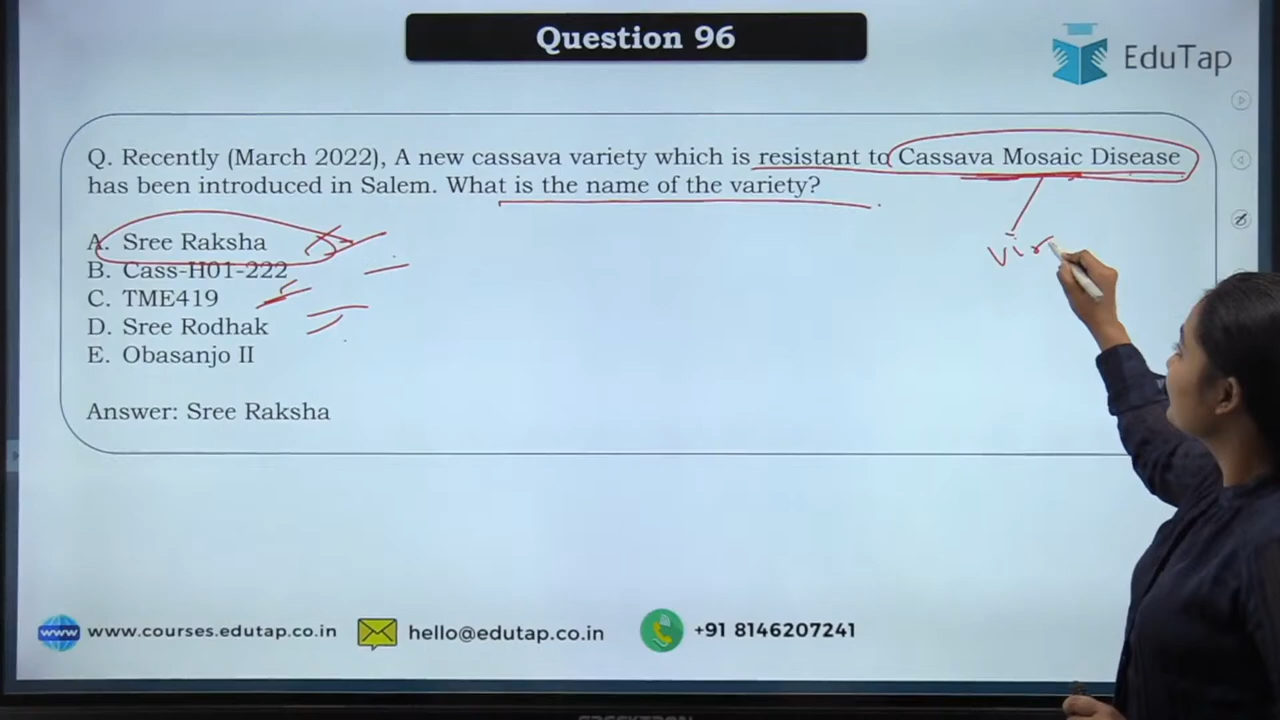 Question 96
EduTap
Q. Recently (March 2022), A new cassava variety which is resistant to Cassava Mosaic Disease
has been introduced in Salem. What is the name of the variety?
A. Sree Raksha
B. Cass-H01-222
C. TME419
D. Sree Rodhak
E. Obasanjo II
vir
Answer: Sree Raksha
www www.courses.edutap.co.in
hello@edutap.co.in
+91 8146207241